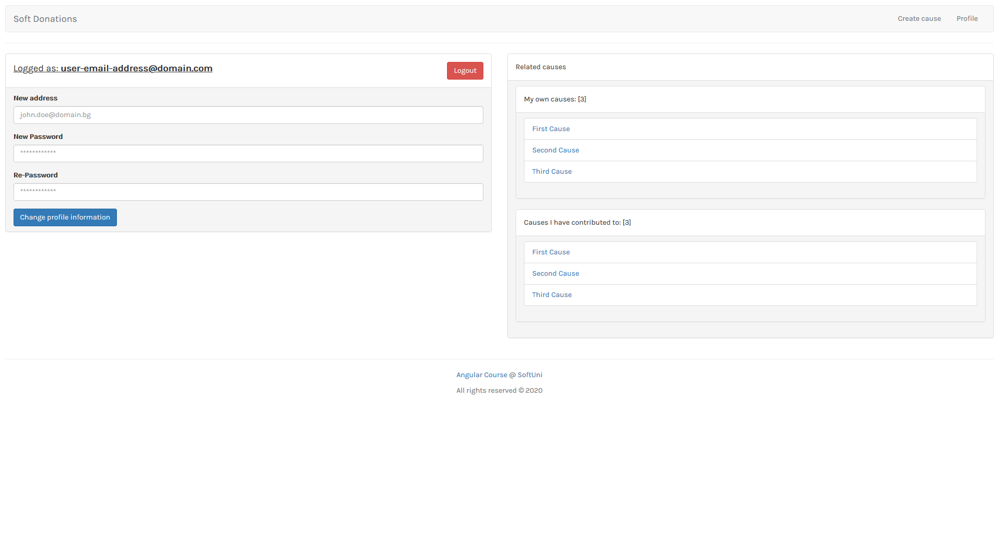 Soft Donations
Create cause
Profile
Logged as: user-email-address@domain.com
Logout
New address
john.doe@domain.bg
New Password
************
Re-Password
************
Change profile information
Related causes
My own causes: [3]
First Cause
Second Cause
Third Cause
Causes I have contributed to: [3]
First Cause
Second Cause
Third Cause
Angular Course @ SoftUni
All rights reserved © 2020